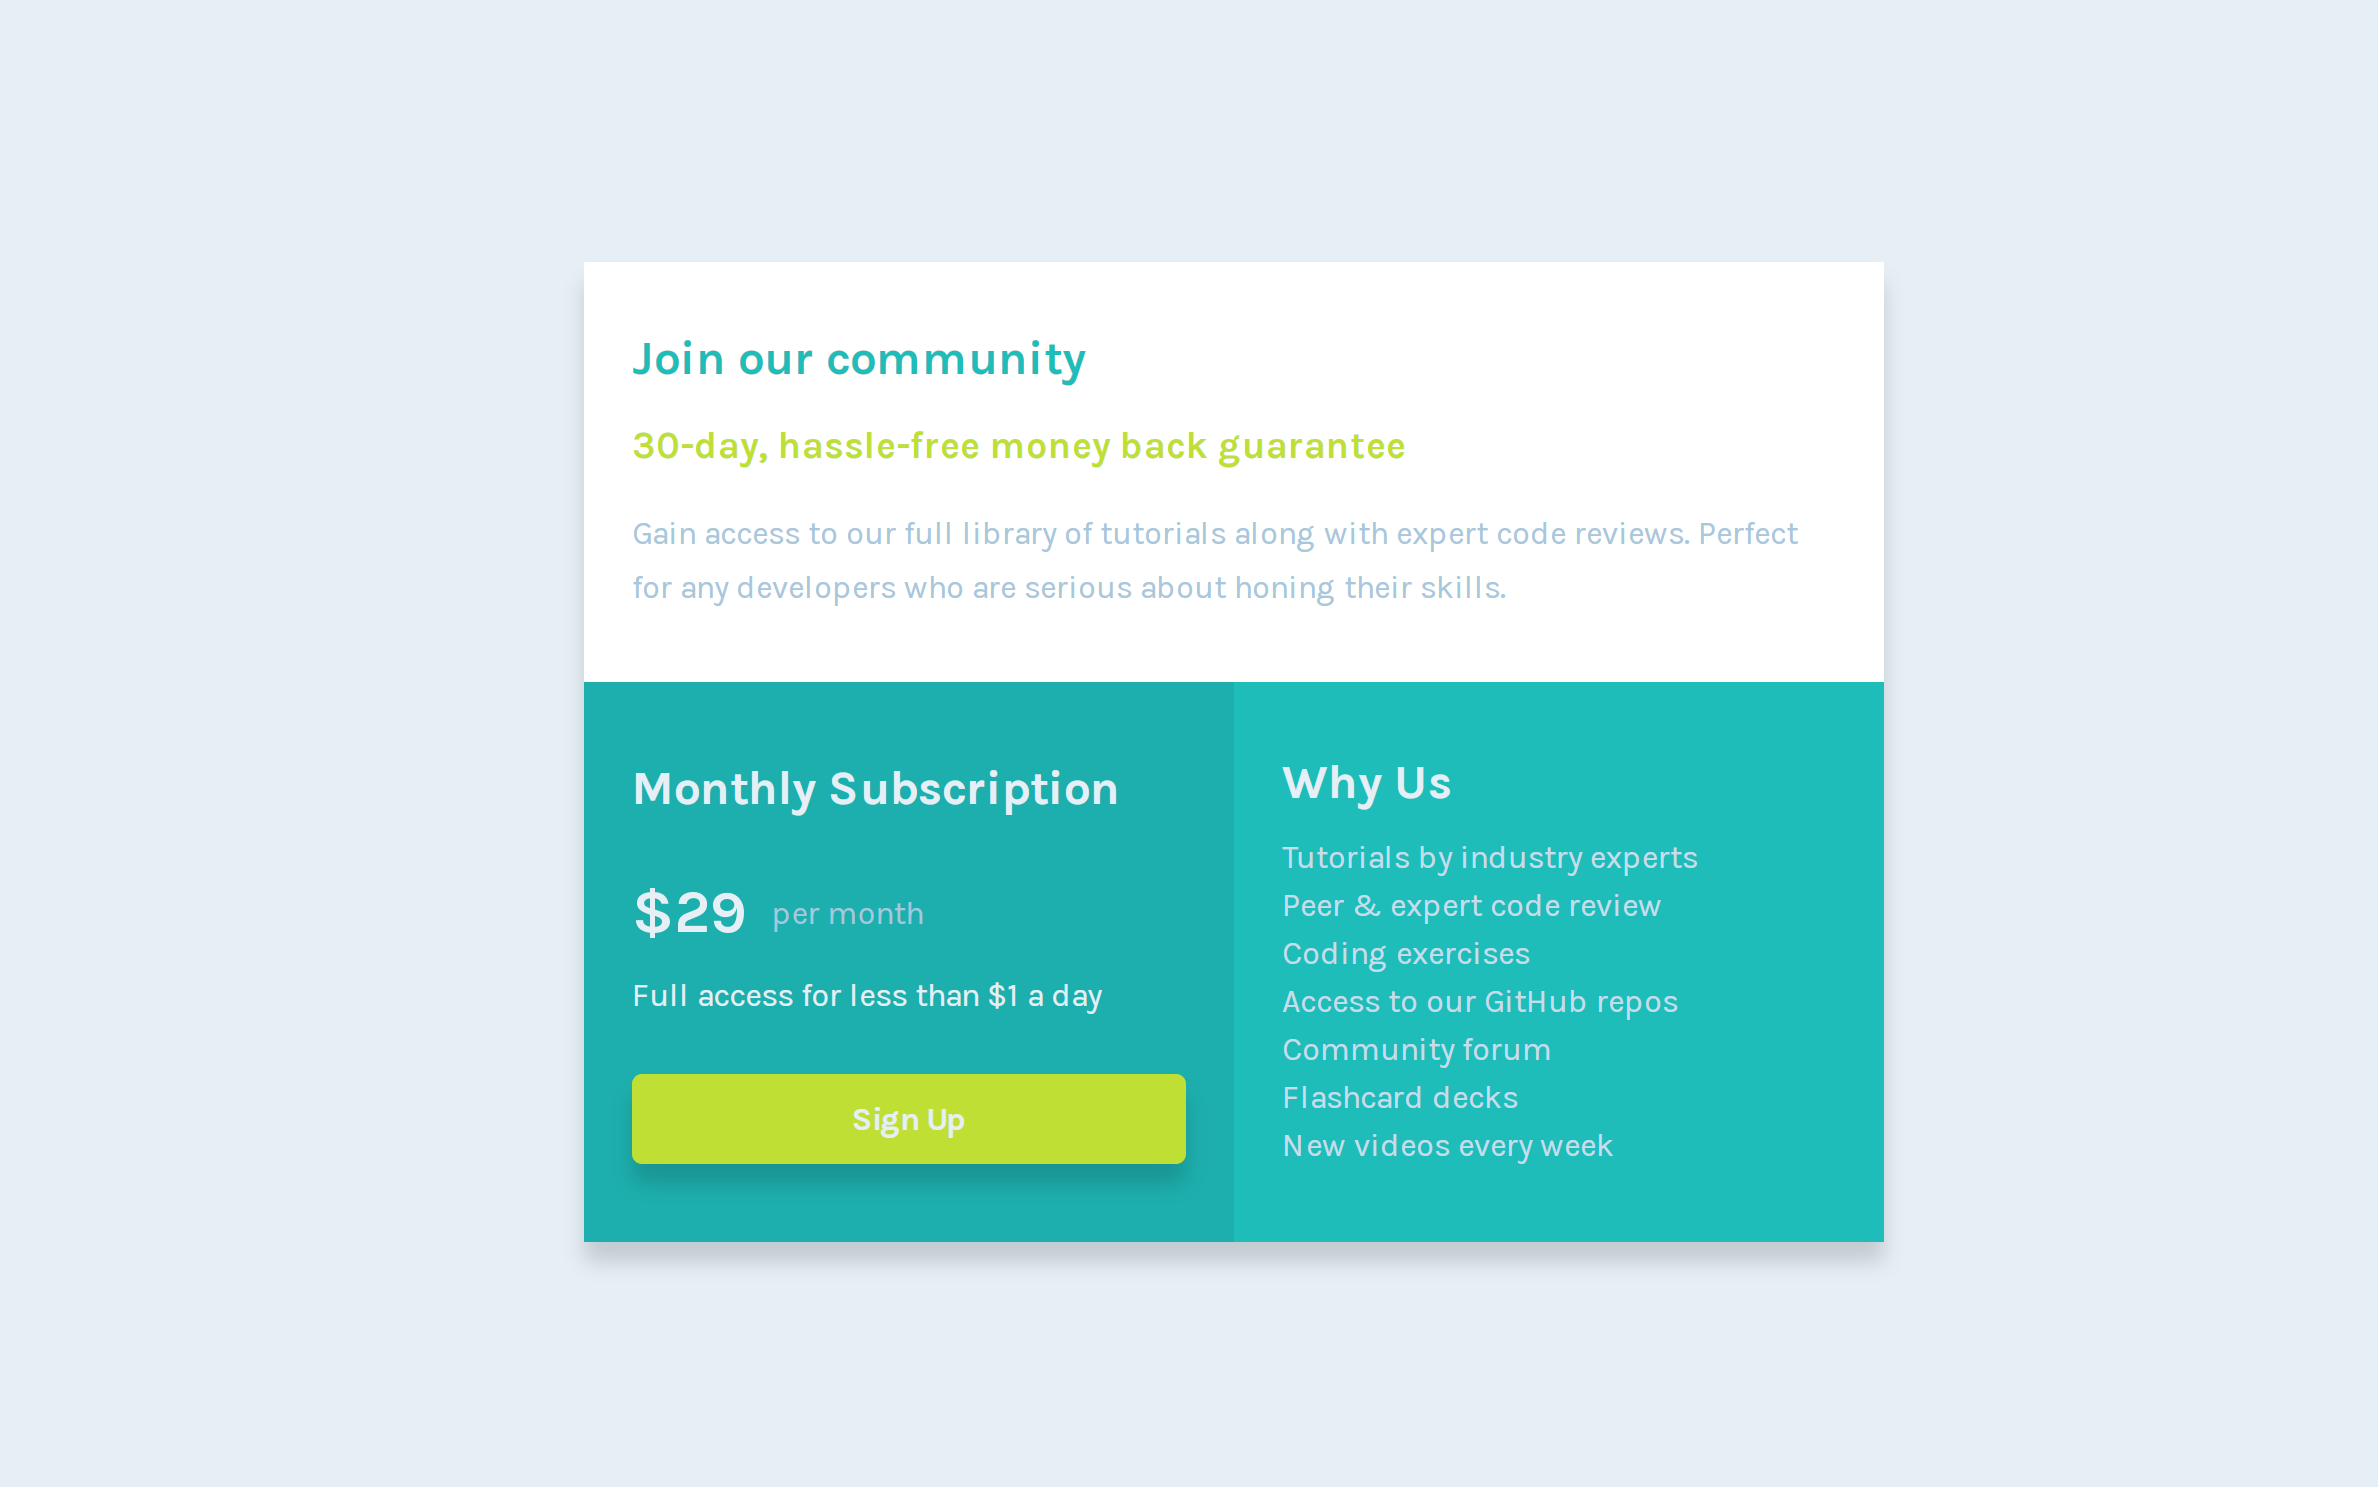 Join our community
30-day, hassle-free money back guarantee
Gain access to our full library of tutorials along with expert code reviews. Perfect
for any developers who are serious about honing their skills.
Monthly Subscription
$29 per month
Full access for less than $1 a day
Sign Up
Why Us
Tutorials by industry experts
Peer & expert code review
Coding exercises
Access to our GitHub repos
Community forum
Flashcard decks
New videos every week